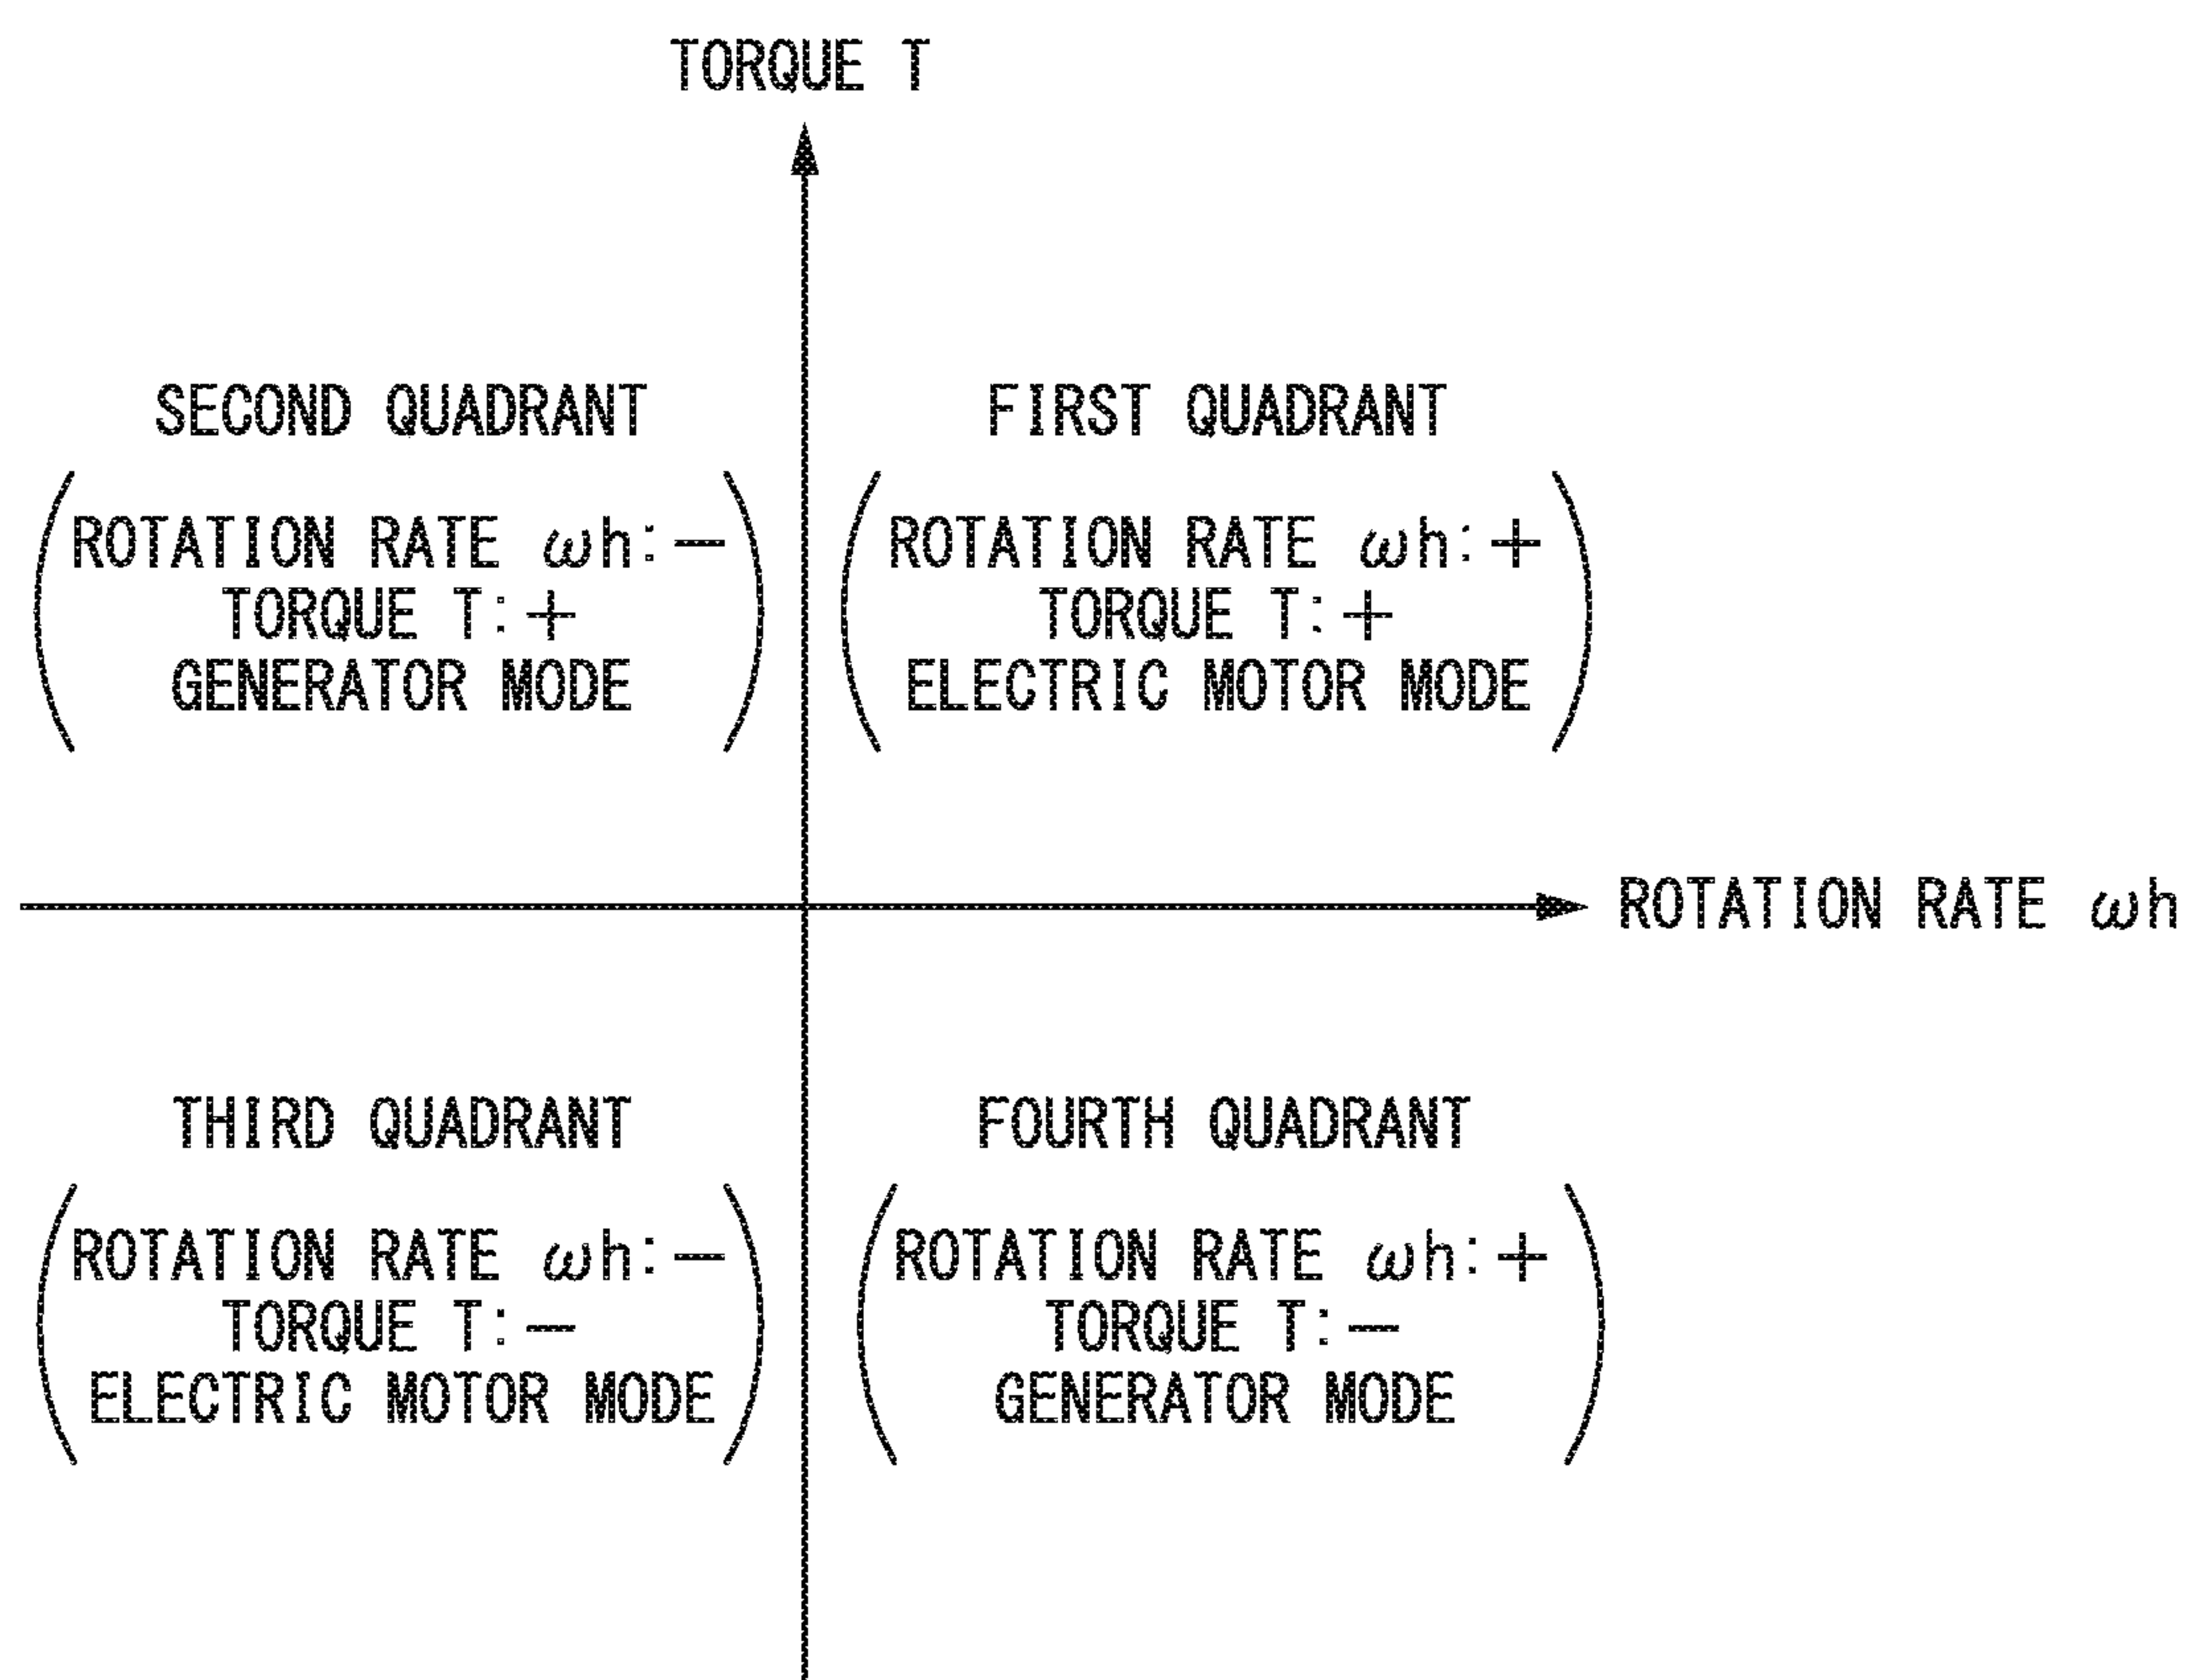 TORQUE T
SECOND QUADRANT
ROTATION RATE ωh:−
TORQUE T:+
GENERATOR MODE
FIRST QUADRANT
ROTATION RATE ωh:+
TORQUE T:+
ELECTRIC MOTOR MODE
ROTATION RATE ωh
THIRD QUADRANT
ROTATION RATE ωh:−
TORQUE T:−
ELECTRIC MOTOR MODE
FOURTH QUADRANT
ROTATION RATE ωh:+
TORQUE T:−
GENERATOR MODE